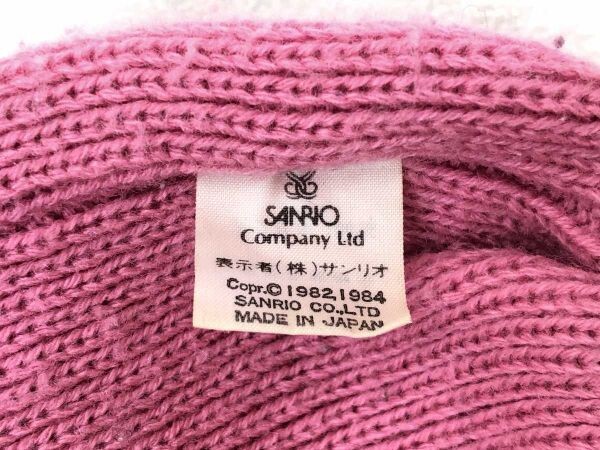 SANRIO
Company Ltd
表示者(株)サンリオ
Copr.© 1982,1984
SANRIO CO.,LTD
MADE IN JAPAN